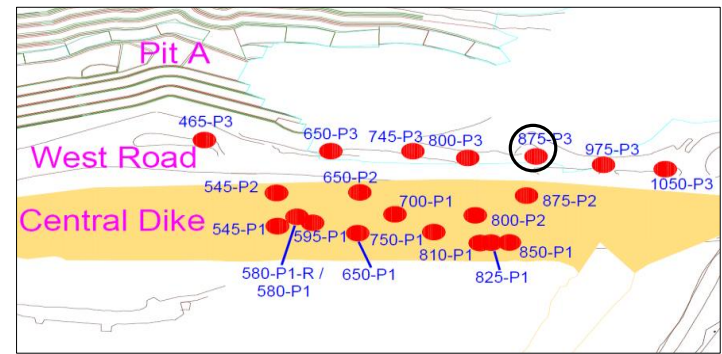 Pit A
465-P3
650-P3
745-P3
800-P3
875-P3
975-P3
1050-P3
West Road
545-P2
650-P2
700-P1
875-P2
800-P2
Central Dike
545-P1
595-P1
750-P1
810-P1
850-P1
580-P1-R /
580-P1
650-P1
825-P1